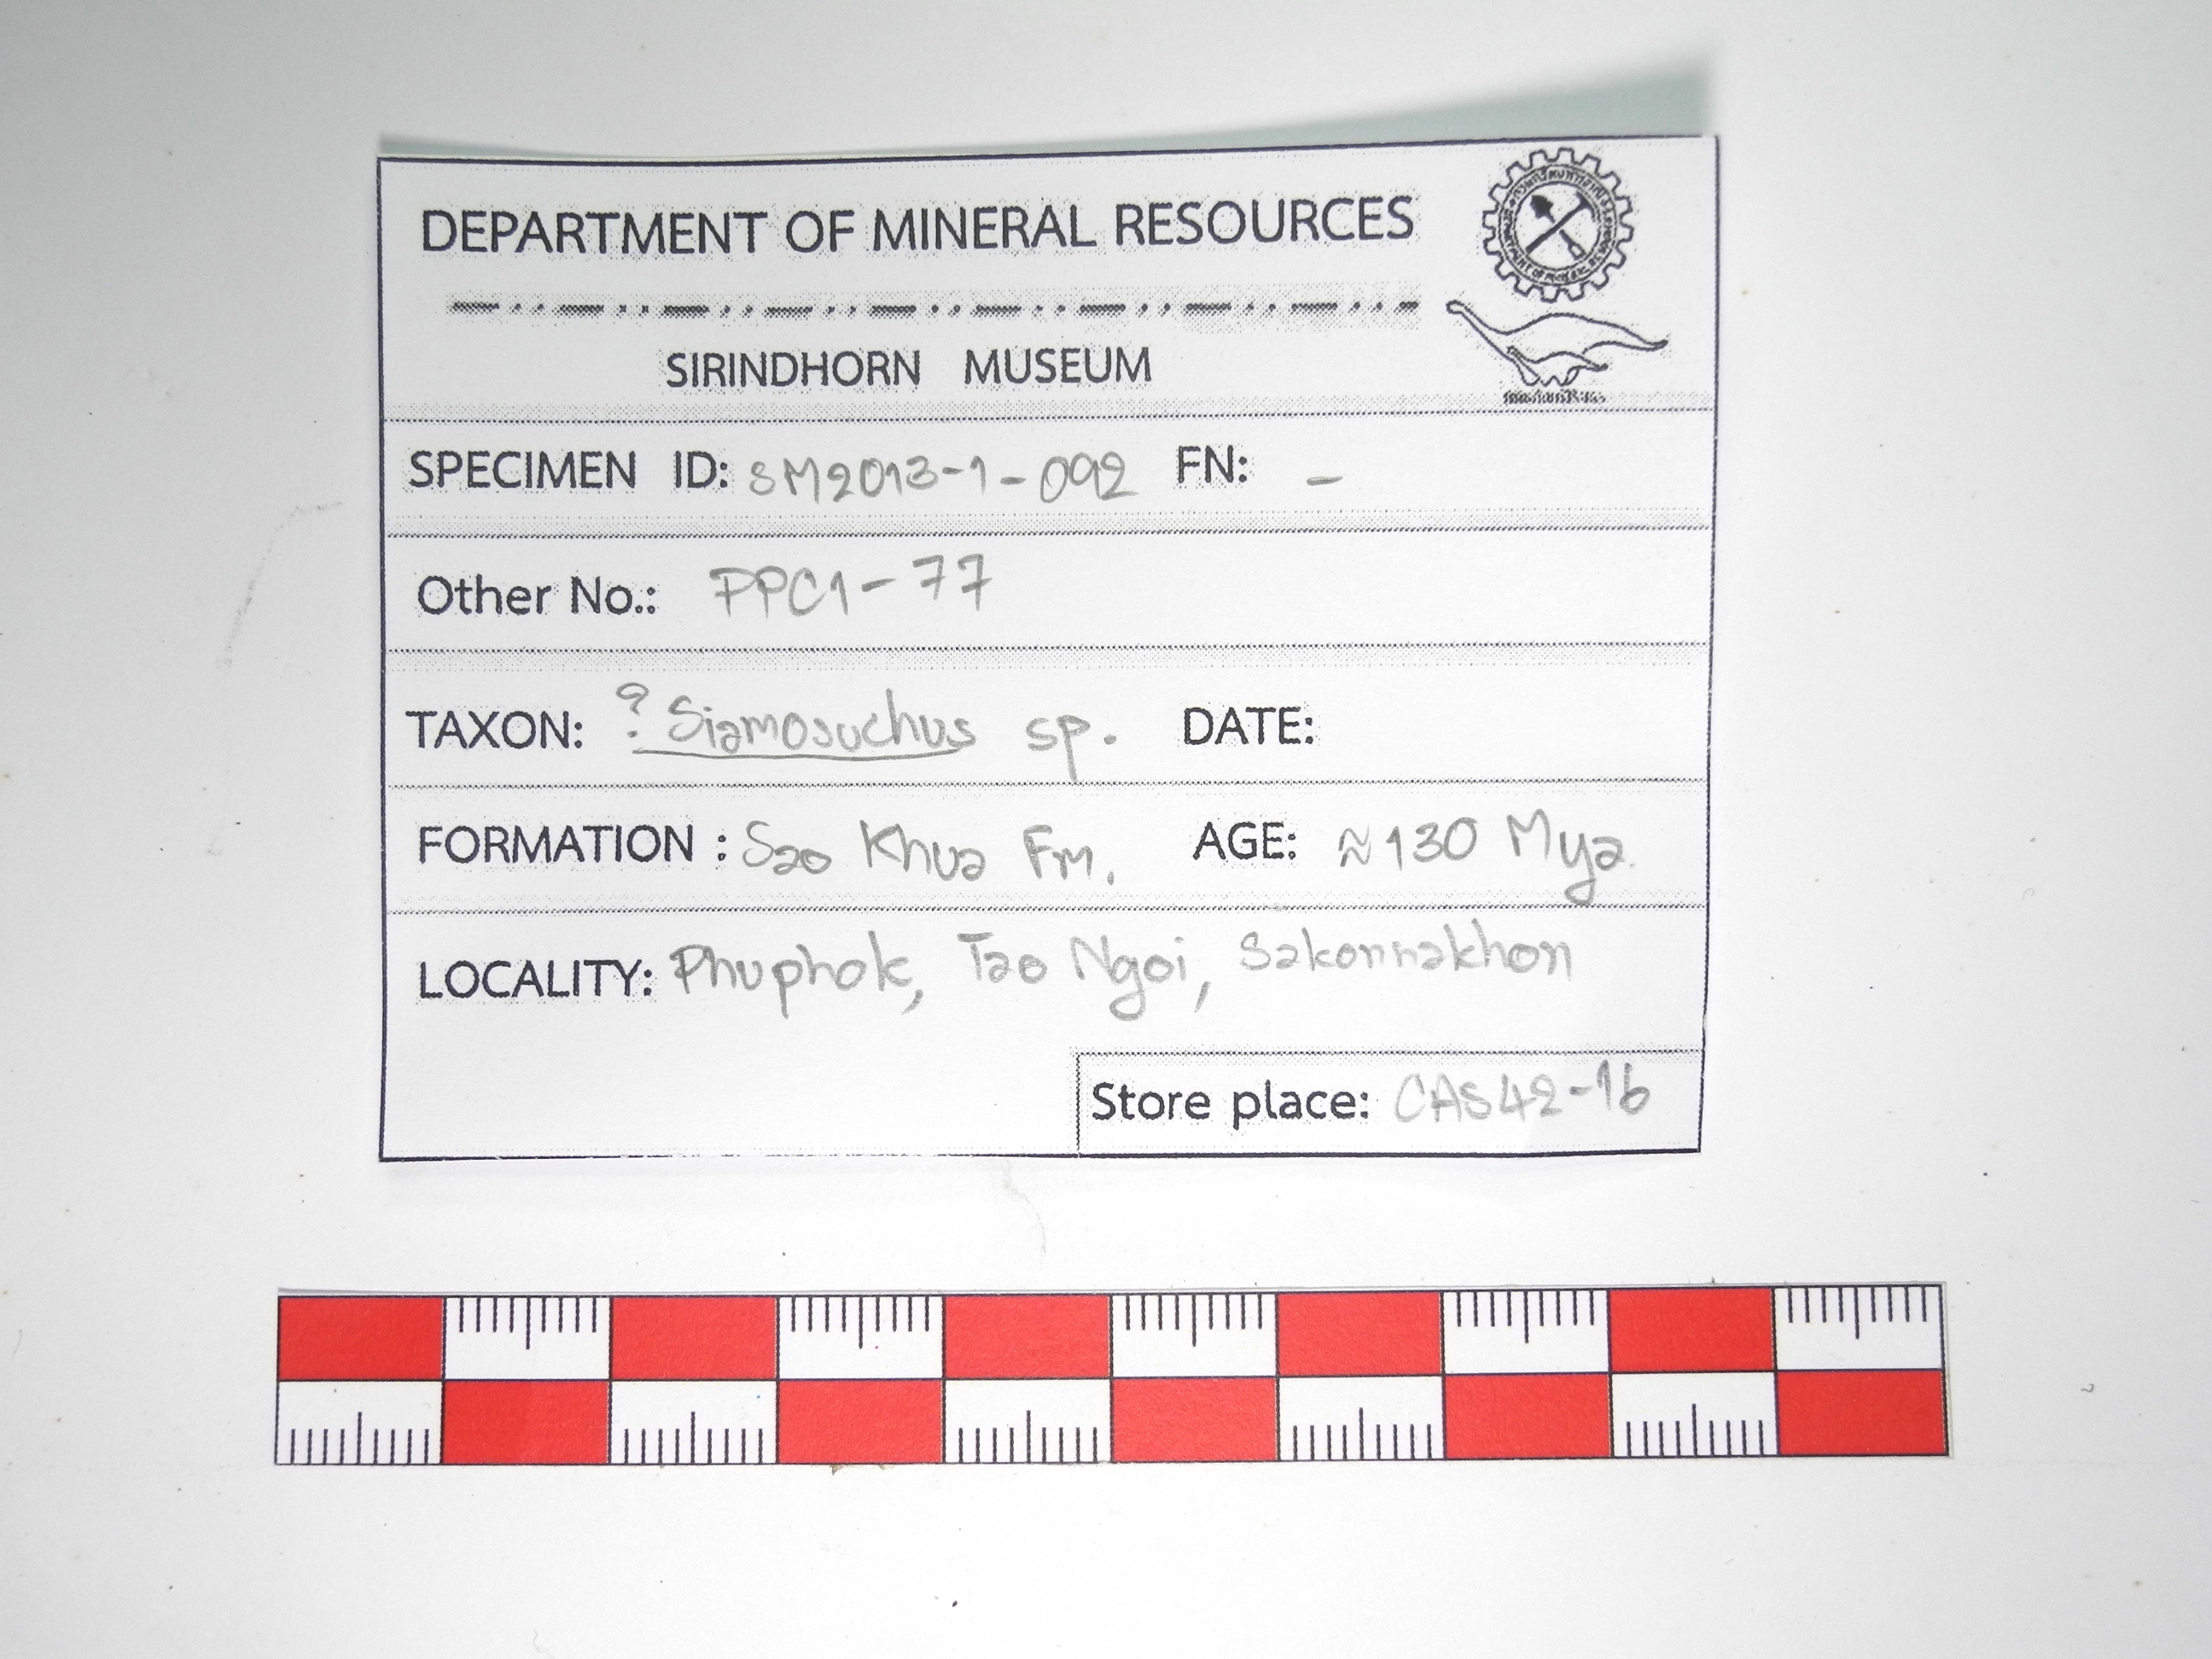 DEPARTMENT OF MINERAL RESOURCES
SIRINDHORN MUSEUM
SPECIMEN ID: SM2013-1-092 FN: -
Other No.: PPC1-77
TAXON: ? Siamosuchus sp. DATE:
FORMATION : Sao Khua Fm. AGE: ≈130 Mya.
LOCALITY: Phuphok, Tao Ngoi, Sakonnakhon
Store place: CAS42-16